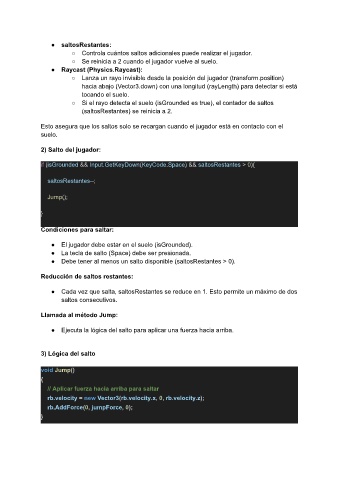 ● saltosRestantes:
○ Controla cuántos saltos adicionales puede realizar el jugador.
○ Se reinicia a 2 cuando el jugador vuelve al suelo.
● Raycast (Physics.Raycast):
○ Lanza un rayo invisible desde la posición del jugador (transform.position)
hacia abajo (Vector3.down) con una longitud (rayLength) para detectar si está
tocando el suelo.
○ Si el rayo detecta el suelo (isGrounded es true), el contador de saltos
(saltosRestantes) se reinicia a 2.
Esto asegura que los saltos solo se recargan cuando el jugador está en contacto con el
suelo.
2) Salto del jugador:
if (isGrounded && Input.GetKeyDown(KeyCode.Space) && saltosRestantes > 0){
saltosRestantes--;
Jump();
}
Condiciones para saltar:
● El jugador debe estar en el suelo (isGrounded).
● La tecla de salto (Space) debe ser presionada.
● Debe tener al menos un salto disponible (saltosRestantes > 0).
Reducción de saltos restantes:
● Cada vez que salta, saltosRestantes se reduce en 1. Esto permite un máximo de dos
saltos consecutivos.
Llamada al método Jump:
● Ejecuta la lógica del salto para aplicar una fuerza hacia arriba.
3) Lógica del salto
void Jump()
{
// Aplicar fuerza hacia arriba para saltar
rb.velocity = new Vector3(rb.velocity.x, 0, rb.velocity.z);
rb.AddForce(0, jumpForce, 0);
}